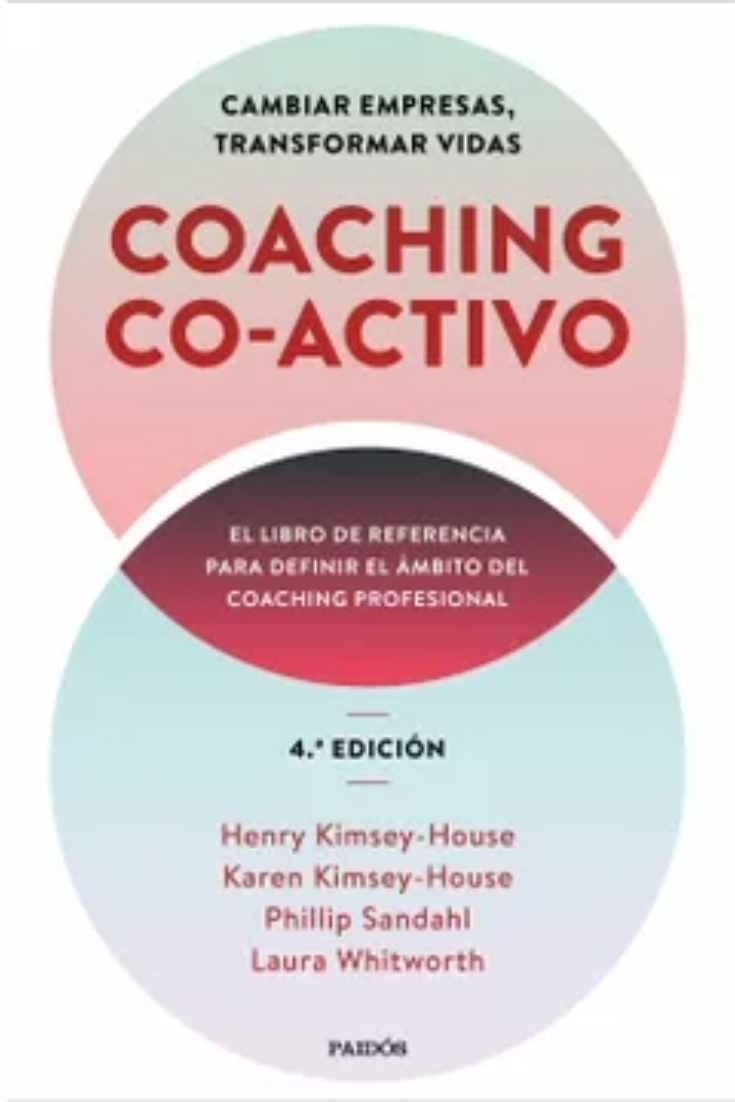 CAMBIAR EMPRESAS,
TRANSFORMAR VIDAS
COACHING
CO-ACTIVO
EL LIBRO DE REFERENCIA
PARA DEFINIR EL ÁMBITO DEL
COACHING PROFESIONAL
4.ª EDICIÓN
Henry Kimsey-House
Karen Kimsey-House
Phillip Sandahl
Laura Whitworth
PAIDÓS